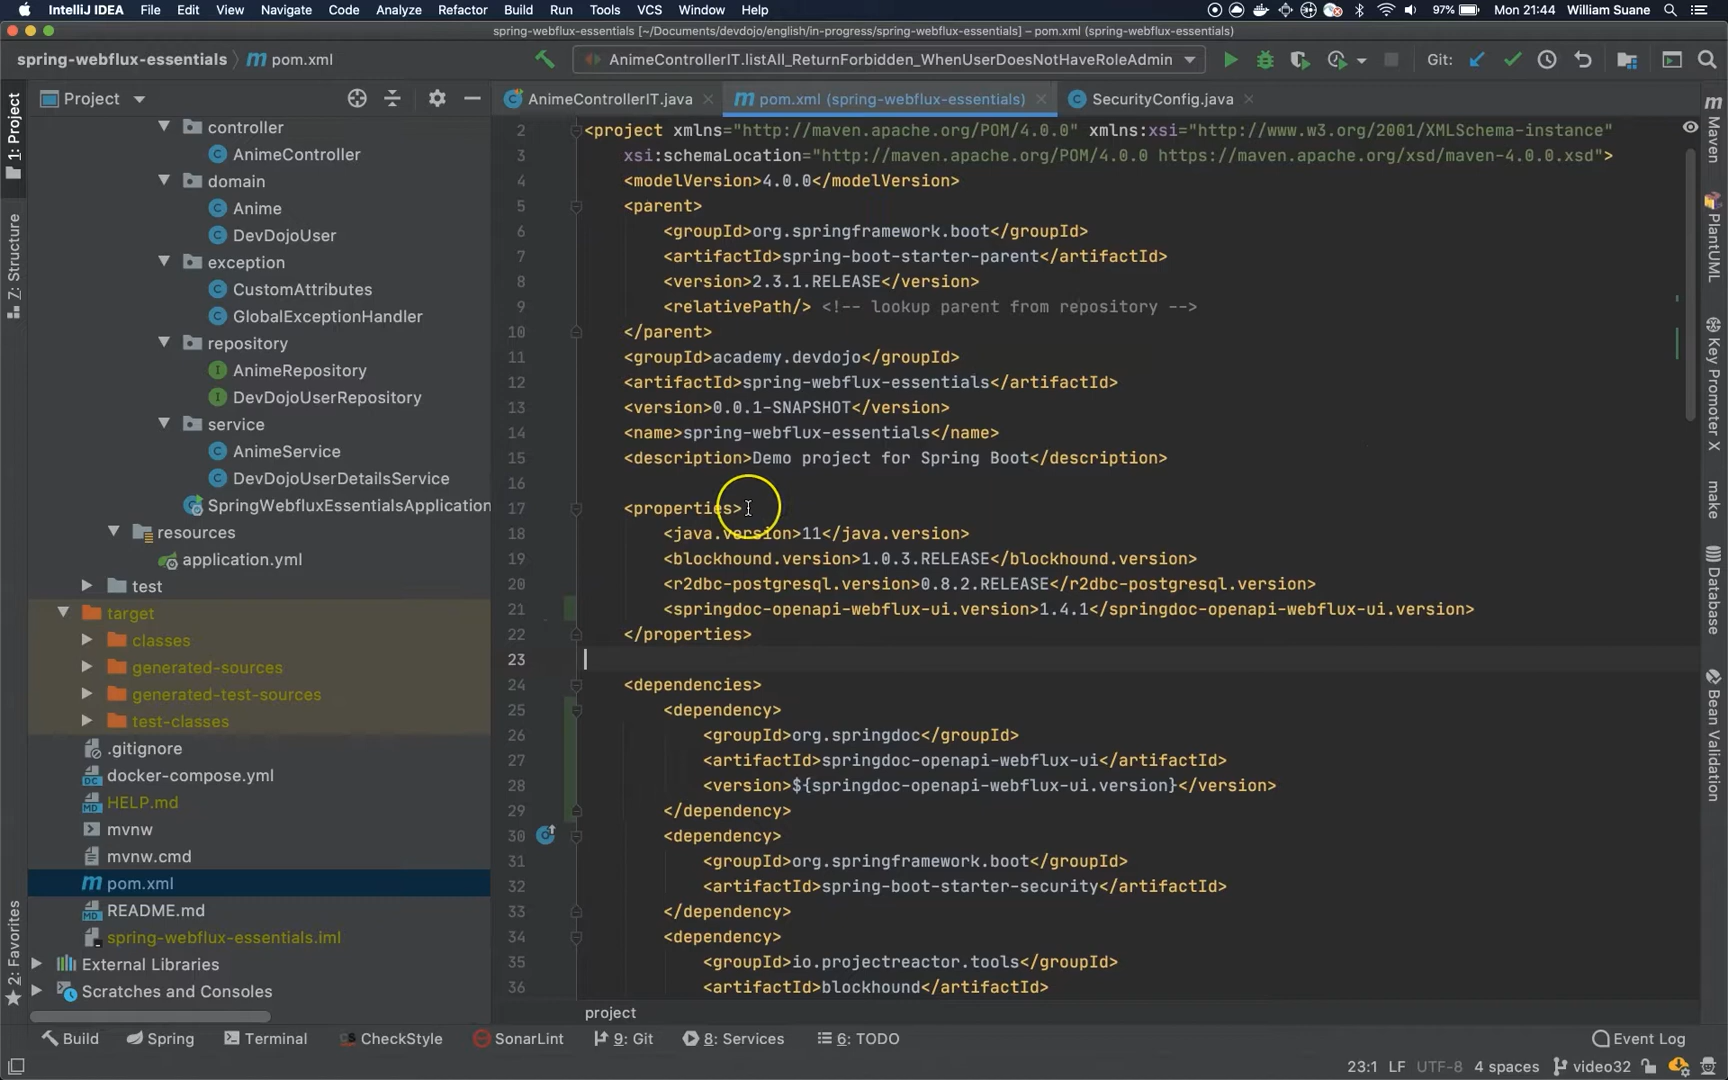 IntelliJ IDEA File Edit View Navigate Code Analyze Refactor Build Run Tools VCS Window Help 97% Mon 21:44 William Suane
spring-webflux-essentials [~/Documents/devdojo/english/in-progress/spring-webflux-essentials] – pom.xml (spring-webflux-essentials)
spring-webflux-essentials pom.xml AnimeControllerIT.listAll_ReturnForbidden_WhenUserDoesNotHaveRoleAdmin Git:
Project AnimeControllerIT.java pom.xml (spring-webflux-essentials) SecurityConfig.java
1: Project
7: Structure
2: Favorites
controller
AnimeController
domain
Anime
DevDojoUser
exception
CustomAttributes
GlobalExceptionHandler
repository
AnimeRepository
DevDojoUserRepository
service
AnimeService
DevDojoUserDetailsService
SpringWebfluxEssentialsApplication
resources
application.yml
test
target
classes
generated-sources
generated-test-sources
test-classes
.gitignore
docker-compose.yml
HELP.md
mvnw
mvnw.cmd
pom.xml
README.md
spring-webflux-essentials.iml
External Libraries
Scratches and Consoles
2 <project xmlns="http://maven.apache.org/POM/4.0.0" xmlns:xsi="http://www.w3.org/2001/XMLSchema-instance"
3 xsi:schemaLocation="http://maven.apache.org/POM/4.0.0 https://maven.apache.org/xsd/maven-4.0.0.xsd">
4 <modelVersion>4.0.0</modelVersion>
5 <parent>
6 <groupId>org.springframework.boot</groupId>
7 <artifactId>spring-boot-starter-parent</artifactId>
8 <version>2.3.1.RELEASE</version>
9 <relativePath/> <!-- lookup parent from repository -->
10 </parent>
11 <groupId>academy.devdojo</groupId>
12 <artifactId>spring-webflux-essentials</artifactId>
13 <version>0.0.1-SNAPSHOT</version>
14 <name>spring-webflux-essentials</name>
15 <description>Demo project for Spring Boot</description>
16
17 <properties>
18 <java.version>11</java.version>
19 <blockhound.version>1.0.3.RELEASE</blockhound.version>
20 <r2dbc-postgresql.version>0.8.2.RELEASE</r2dbc-postgresql.version>
21 <springdoc-openapi-webflux-ui.version>1.4.1</springdoc-openapi-webflux-ui.version>
22 </properties>
23
24 <dependencies>
25 <dependency>
26 <groupId>org.springdoc</groupId>
27 <artifactId>springdoc-openapi-webflux-ui</artifactId>
28 <version>${springdoc-openapi-webflux-ui.version}</version>
29 </dependency>
30 <dependency>
31 <groupId>org.springframework.boot</groupId>
32 <artifactId>spring-boot-starter-security</artifactId>
33 </dependency>
34 <dependency>
35 <groupId>io.projectreactor.tools</groupId>
36 <artifactId>blockhound</artifactId>
project
Maven
PlantUML
Key Promoter X
make
Database
Bean Validation
Build Spring Terminal CheckStyle SonarLint 9: Git 8: Services 6: TODO Event Log
23:1 LF UTF-8 4 spaces video32